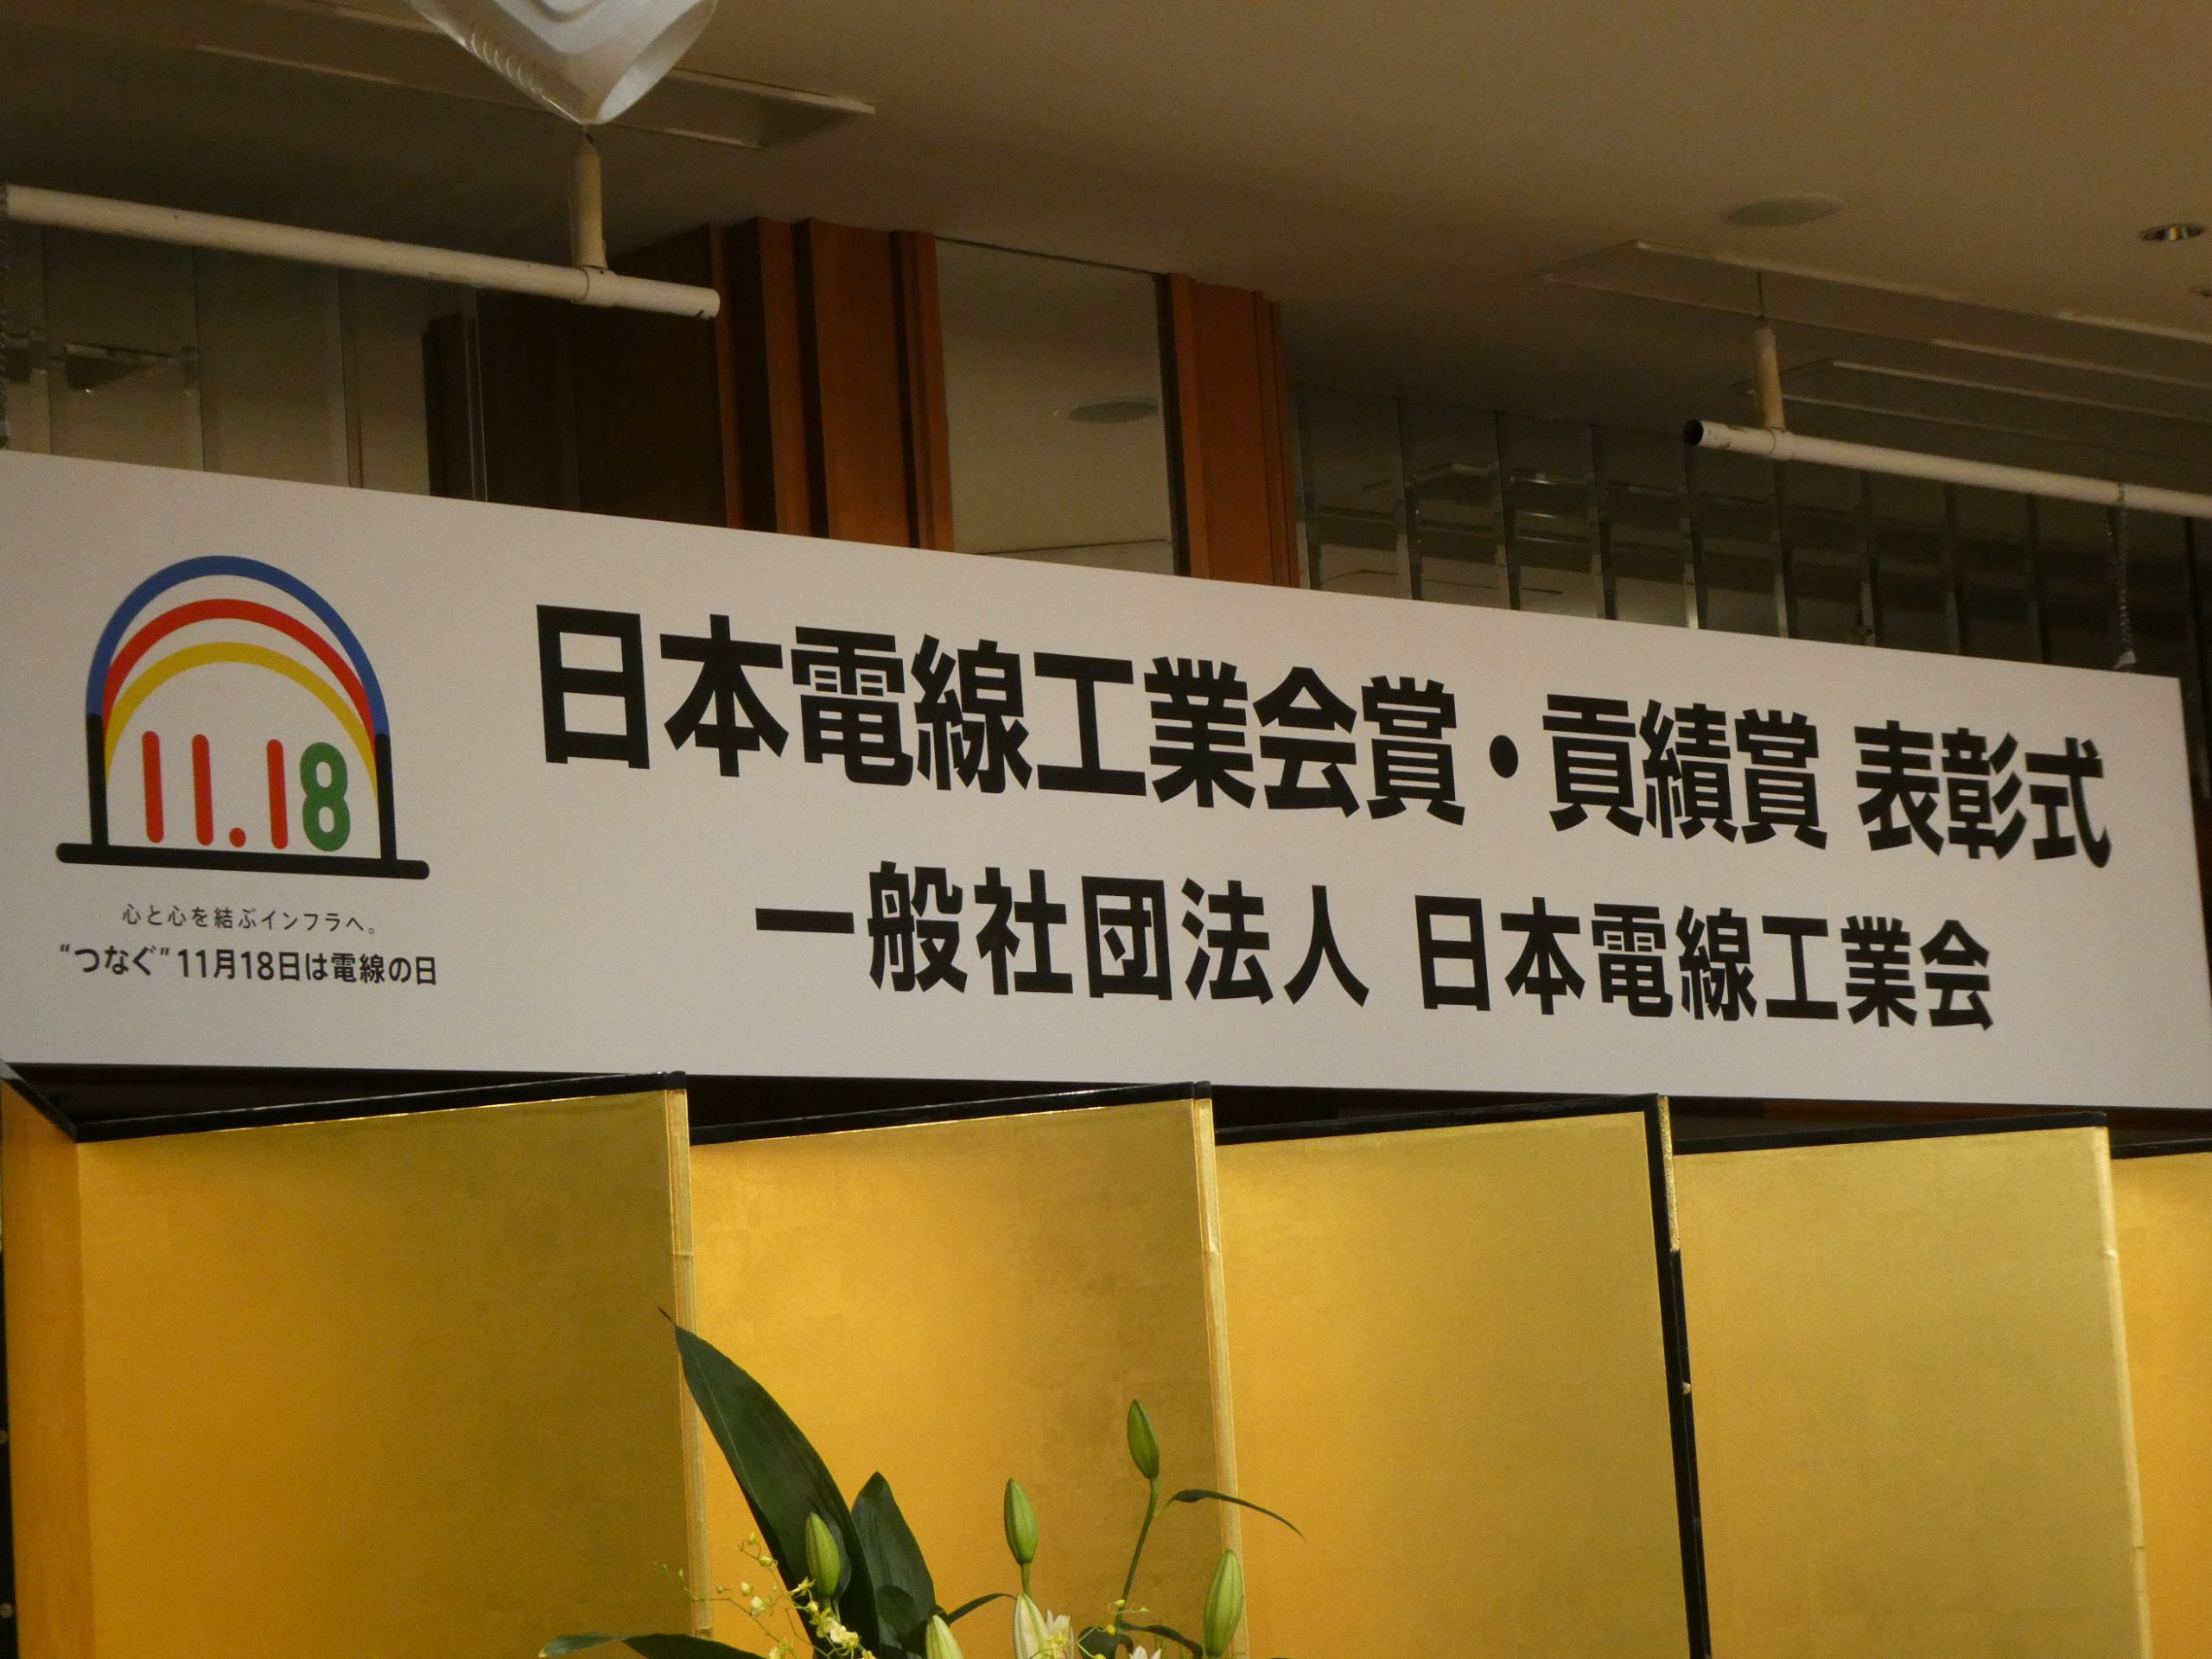 11.18
心と心を結ぶインフラへ。
“つなぐ”11月18日は電線の日
日本電線工業会賞・貢績賞 表彰式
一般社団法人 日本電線工業会